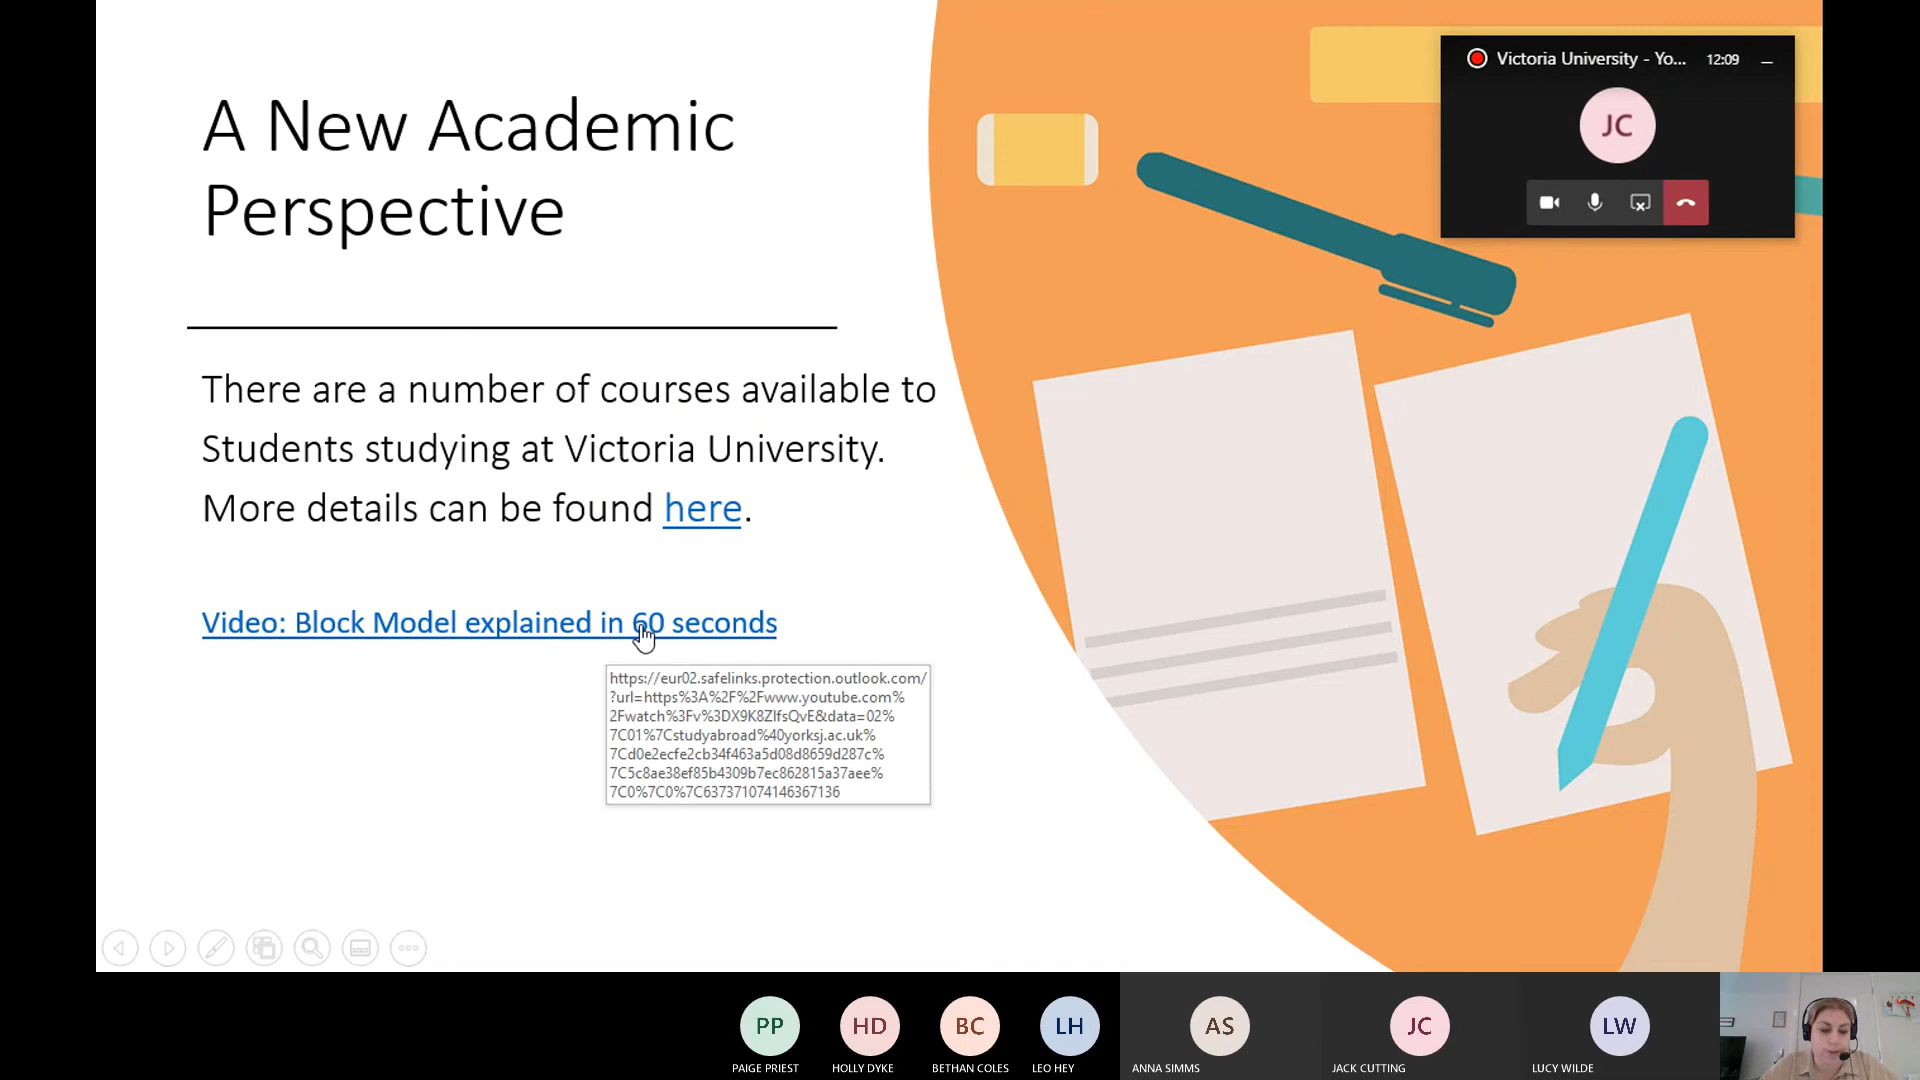 A New Academic
Perspective
There are a number of courses available to
Students studying at Victoria University.
More details can be found here.
Video: Block Model explained in 60 seconds
https://eur02.safelinks.protection.outlook.com/
?url=https%3A%2F%2Fwww.youtube.com%
2Fwatch%3Fv%3DX9K8ZlfsQvE&data=02%
7C01%7Cstudyabroad%40yorksj.ac.uk%
7Cd0e2ecfe2cb34f463a5d08d8659d287c%
7C5c8ae38ef85b4309b7ec862815a37aee%
7C0%7C0%7C637371074146367136
Victoria University - Yo... 12:09
JC
PP
HD
BC
LH
AS
JC
LW
PAIGE PRIEST
HOLLY DYKE
BETHAN COLES
LEO HEY
ANNA SIMMS
JACK CUTTING
LUCY WILDE